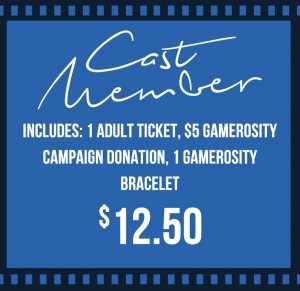 Cast
Member
INCLUDES: 1 ADULT TICKET, $5 GAMEROSITY
CAMPAIGN DONATION, 1 GAMEROSITY
BRACELET
$12.50